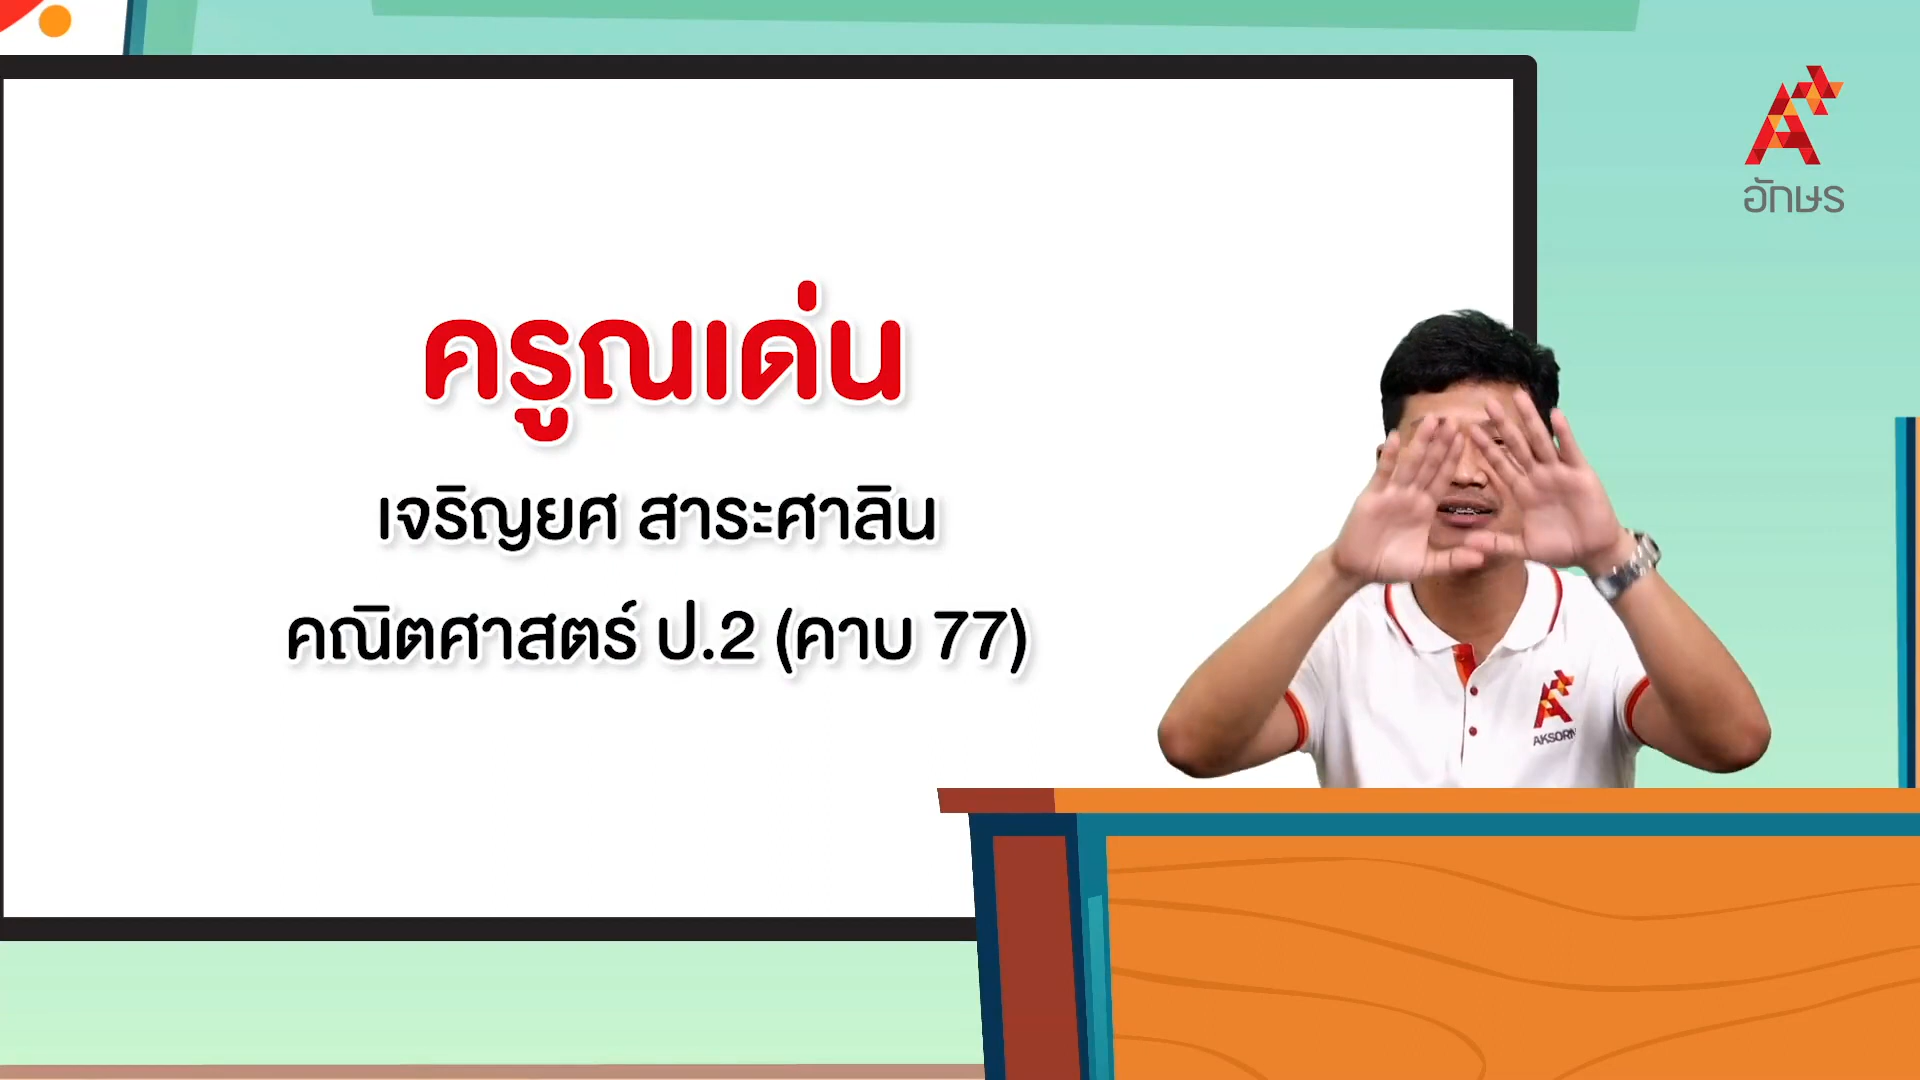 ครูณเด่น
เจริญยศ สาระศาลิน
คณิตศาสตร์ ป.2 (คาบ 77)
อักษร
AKSORN